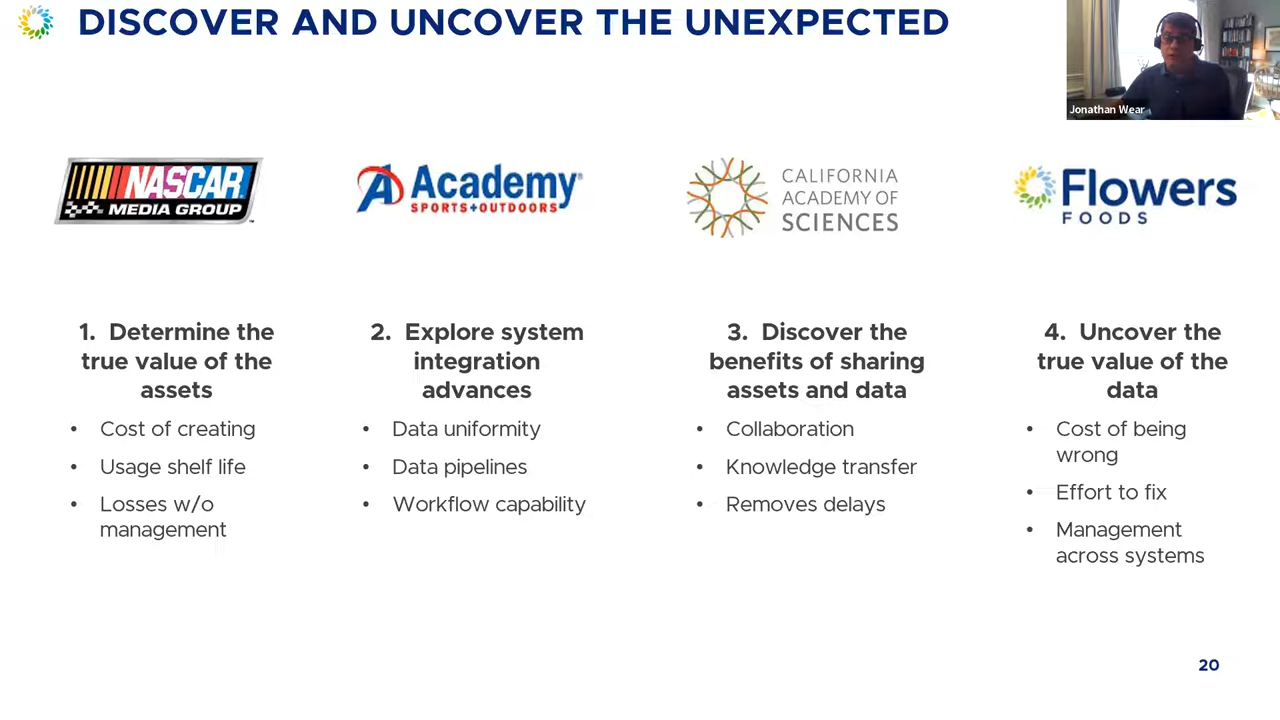 DISCOVER AND UNCOVER THE UNEXPECTED
Jonathan Wear
NASCAR
MEDIA GROUP
Academy
SPORTS+OUTDOORS
CALIFORNIA
ACADEMY OF
SCIENCES
Flowers
FOODS
1. Determine the
true value of the
assets
• Cost of creating
• Usage shelf life
• Losses w/o
management
2. Explore system
integration
advances
• Data uniformity
• Data pipelines
• Workflow capability
3. Discover the
benefits of sharing
assets and data
• Collaboration
• Knowledge transfer
• Removes delays
4. Uncover the
true value of the
data
• Cost of being
wrong
• Effort to fix
• Management
across systems
20